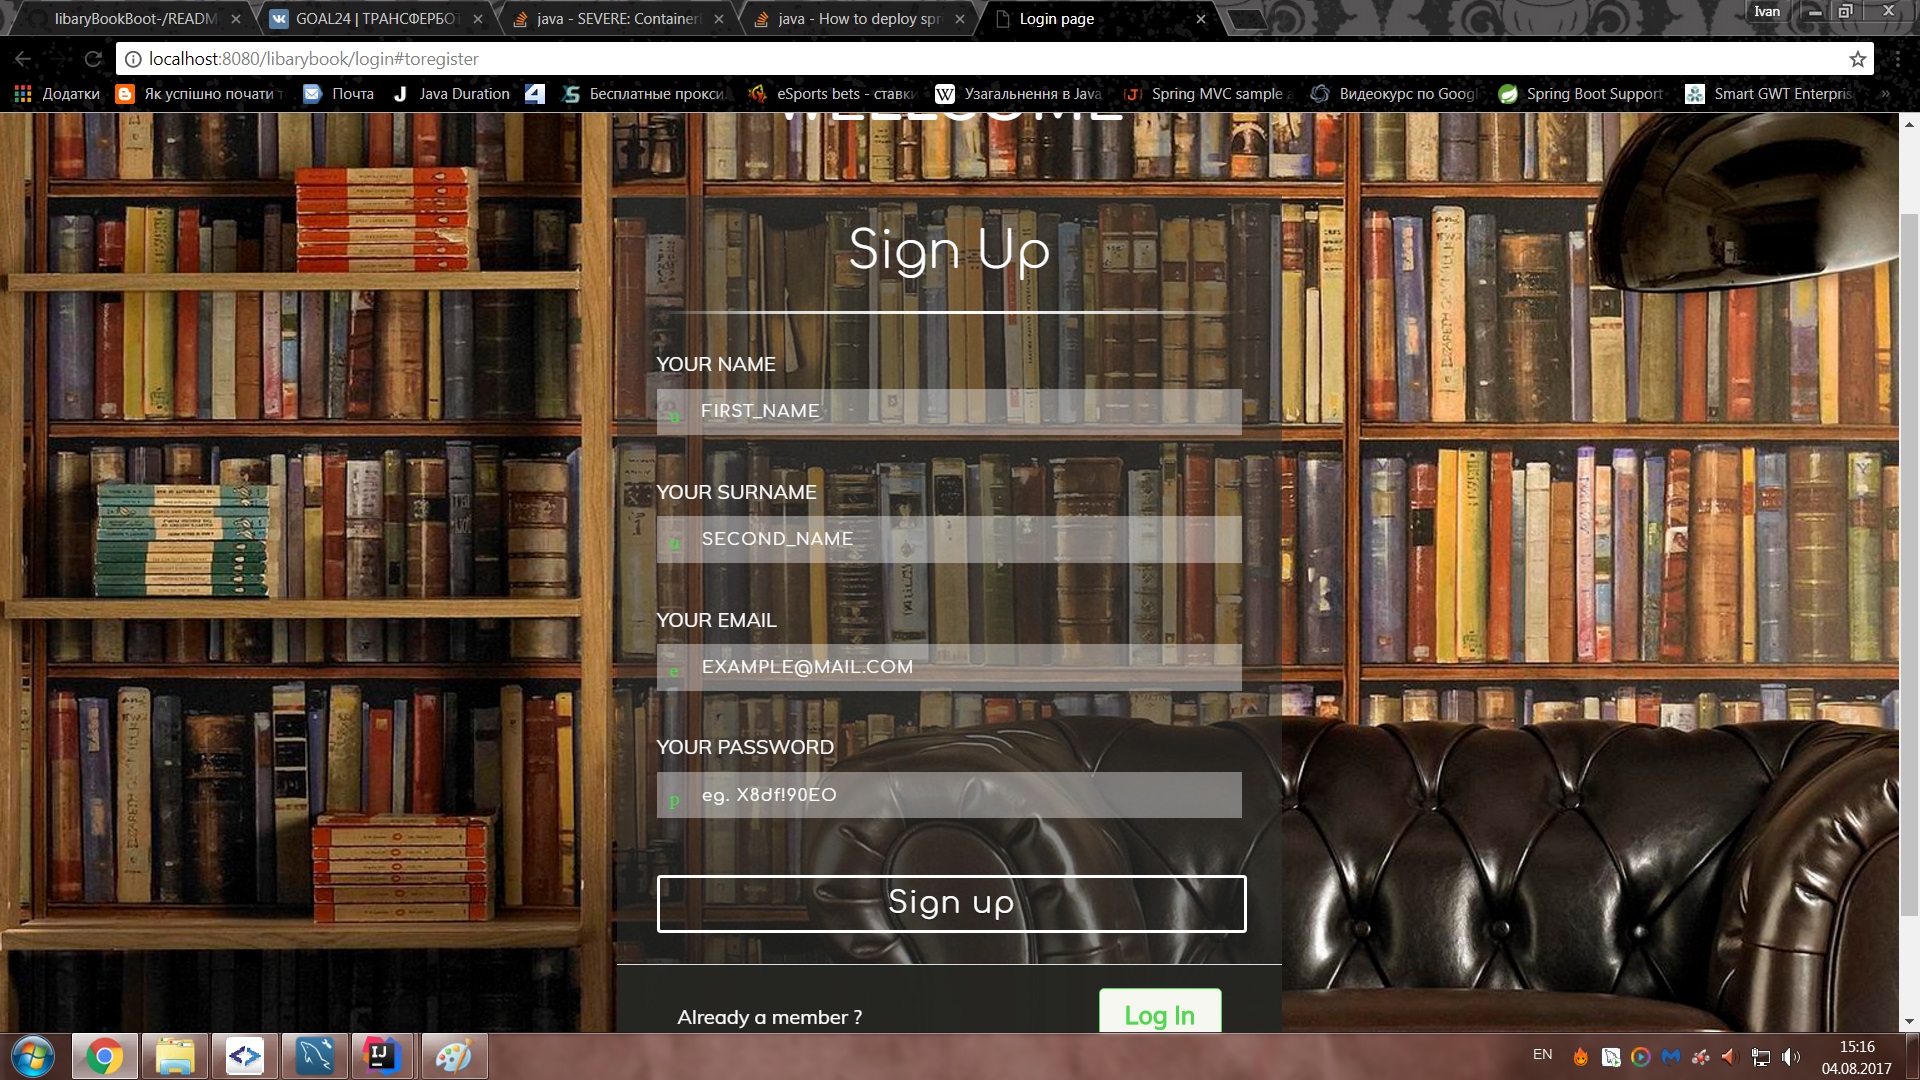 libaryBookBoot-/READM
GOAL24 | ТРАНСФЕРБО
java - SEVERE: Container
java - How to deploy spr
Login page
Ivan
localhost:8080/libarybook/login#toregister
Додатки
Як успішно почати т
Почта
Java Duration
Бесплатные прокси
eSports bets - ставки
Узагальнення в Java
Spring MVC sample a
Видеокурс по Googl
Spring Boot Support
Smart GWT Enterpris
Sign Up
YOUR NAME
u FIRST_NAME
YOUR SURNAME
u SECOND_NAME
YOUR EMAIL
e EXAMPLE@MAIL.COM
YOUR PASSWORD
p eg. X8df!90EO
Sign up
Already a member ?
Log In
EN
15:16
04.08.2017